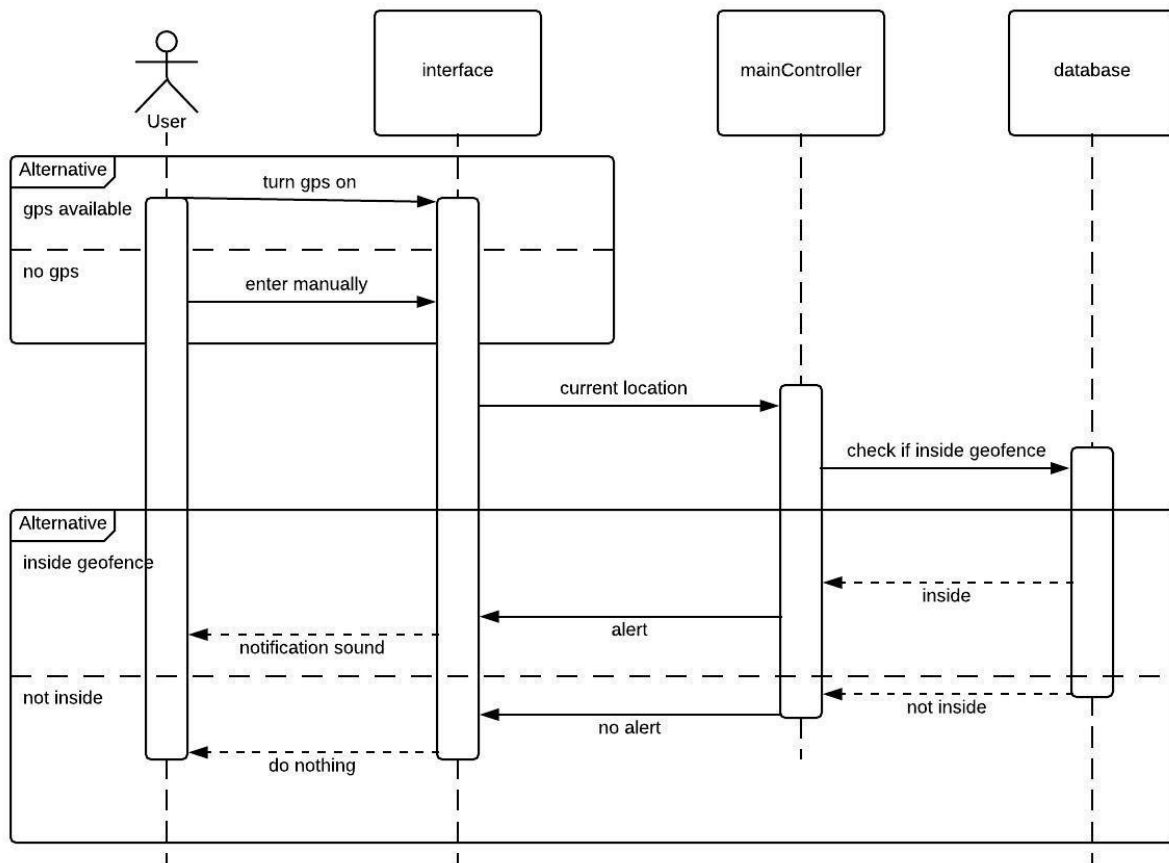 interface
mainController
database
User
Alternative
turn gps on
gps available
no gps
enter manually
current location
check if inside geofence
Alternative
inside geofence
inside
alert
notification sound
not inside
not inside
no alert
do nothing